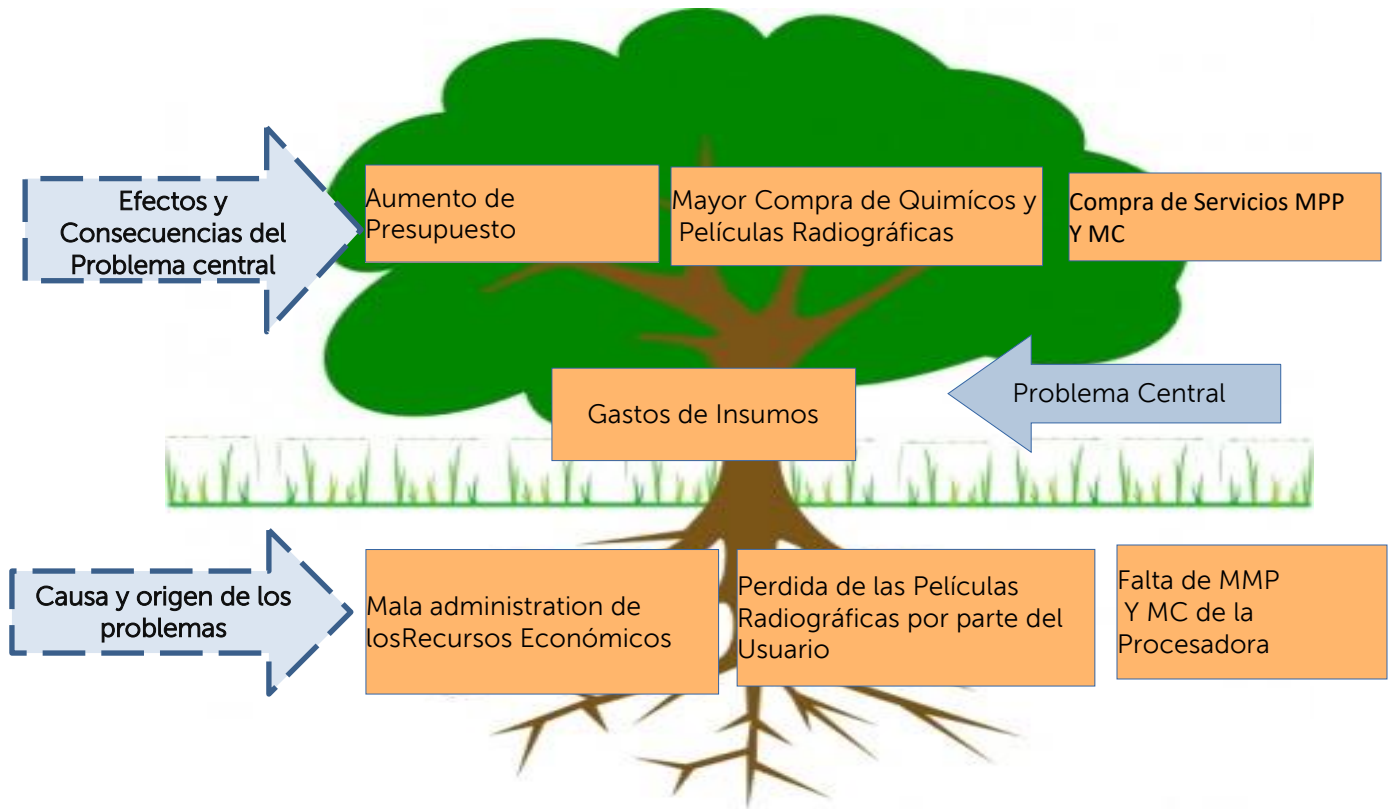 Efectos y
Consecuencias del
Problema central
Aumento de
Presupuesto
Mayor Compra de Quimícos y
Películas Radiográficas
Compra de Servicios MPP
Y MC
Gastos de Insumos
Problema Central
Causa y origen de los
problemas
Mala administration de
losRecursos Económicos
Perdida de las Películas
Radiográficas por parte del
Usuario
Falta de MMP
Y MC de la
Procesadora